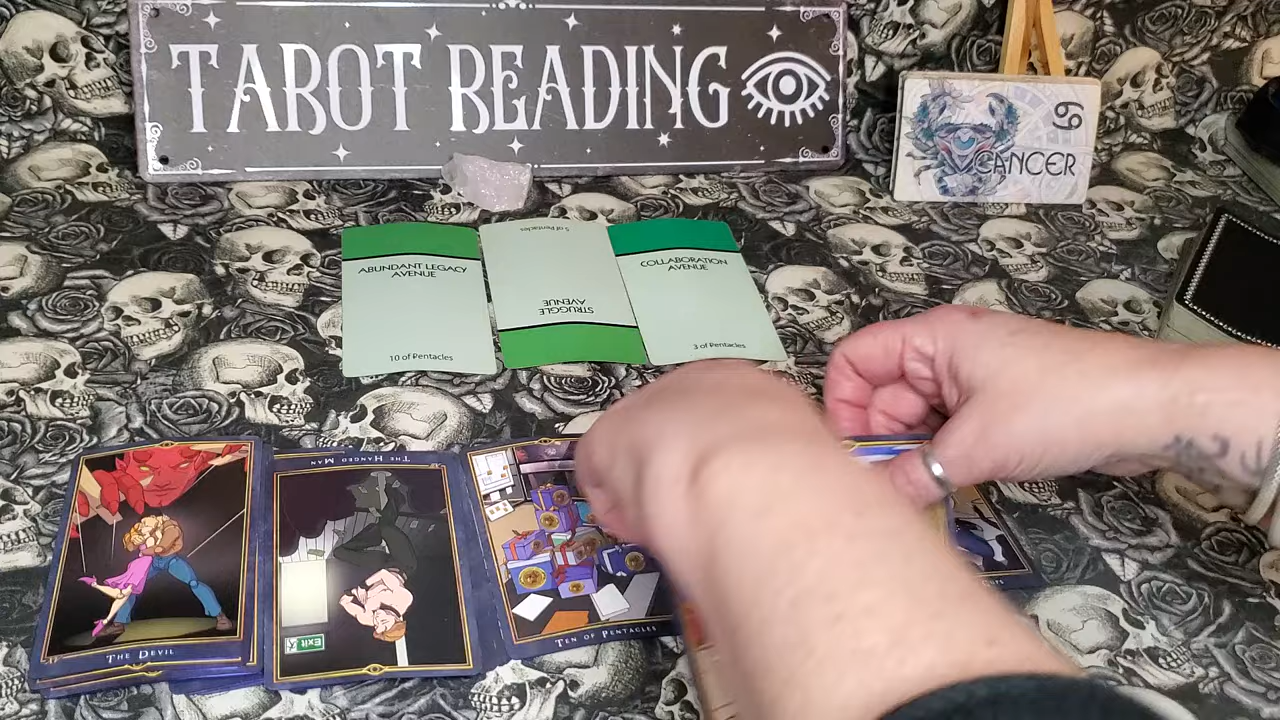 TAROT READING
69
CANCER
ABUNDANT LEGACY
AVENUE
10 of Pentacles
5 of Pentacles
STRUGGLE
AVENUE
COLLABORATION
AVENUE
3 of Pentacles
THE DEVIL
THE HANGED MAN
Exit
TEN OF PENTACLES